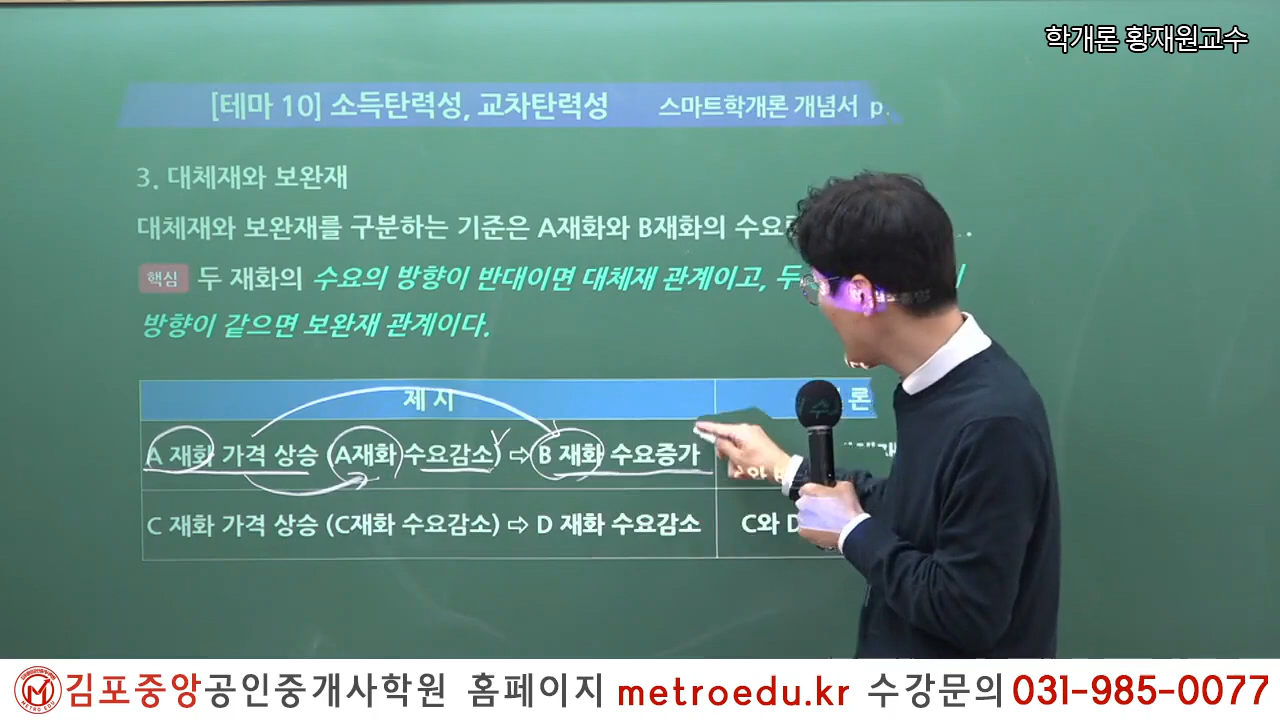 학개론 황재원교수
[테마 10] 소득탄력성, 교차탄력성 스마트학개론 개념서 p.
3. 대체재와 보완재
대체재와 보완재를 구분하는 기준은 A재화와 B재화의
핵심 두 재화의 수요의 방향이 반대이면 대체재 관계이고,
방향이 같으면 보완재 관계이다.
제 시 론
A 재화 가격 상승 (A재화 수요감소) ⇨ B 재화 수요증가
C 재화 가격 상승 (C재화 수요감소) ⇨ D 재화 수요감소 C와 D
METRO EDU 김포중앙공인중개사학원 홈페이지 metroedu.kr 수강문의 031-985-0077